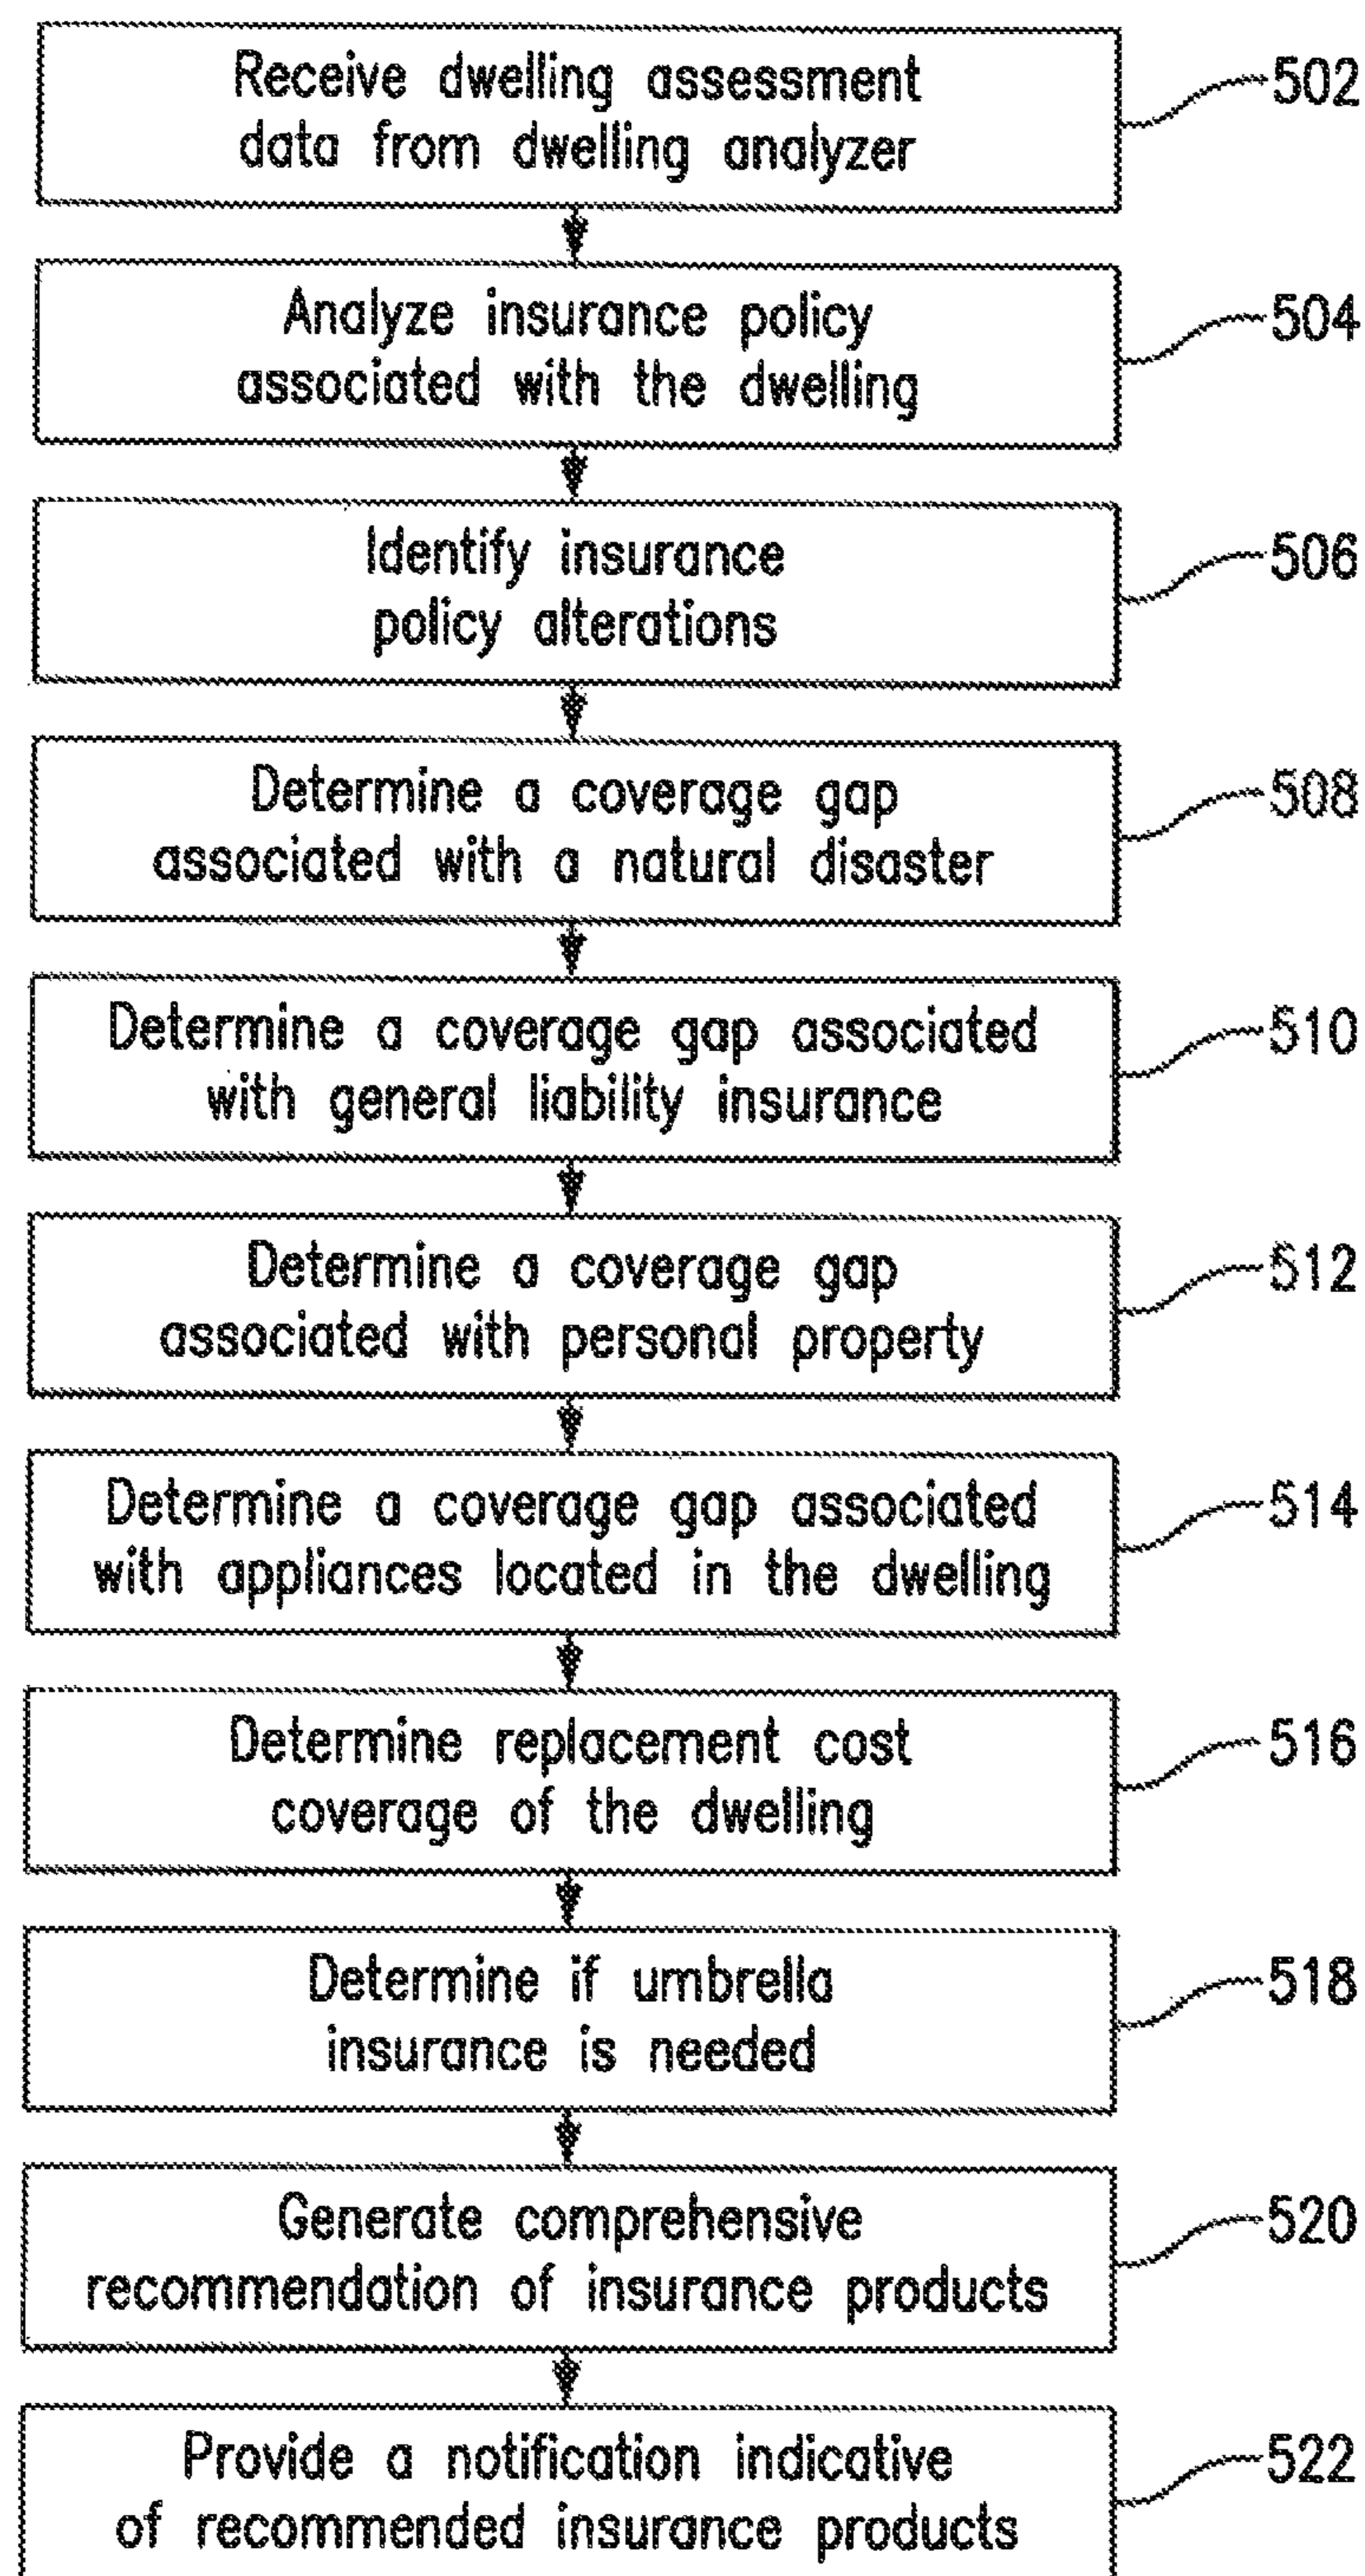 Receive dwelling assessment
data from dwelling analyzer
502
Analyze insurance policy
associated with the dwelling
504
Identify insurance
policy alterations
506
Determine a coverage gap
associated with a natural disaster
508
Determine a coverage gap associated
with general liability insurance
510
Determine a coverage gap
associated with personal property
512
Determine a coverage gap associated
with appliances located in the dwelling
514
Determine replacement cost
coverage of the dwelling
516
Determine if umbrella
insurance is needed
518
Generate comprehensive
recommendation of insurance products
520
Provide a notification indicative
of recommended insurance products
522